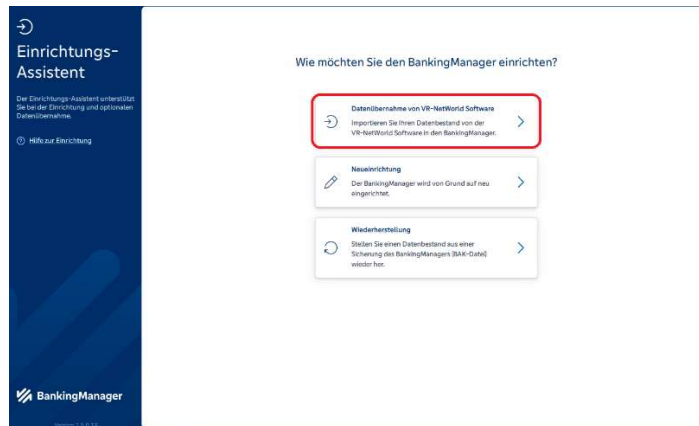 Einrichtungs-
Assistent
Der Einrichtungs-Assistent unterstützt
Sie bei der Einrichtung und optionalen
Datenübernahme.
Hilfe zur Einrichtung
Wie möchten Sie den BankingManager einrichten?
Datenübernahme von VR-NetWorld Software
Importieren Sie Ihren Datenbestand von der
VR-NetWorld Software in den BankingManager.
Neueinrichtung
Der BankingManager wird von Grund auf neu
eingerichtet.
Wiederherstellung
Stellen Sie einen Datenbestand aus einer
Sicherung des BankingManagers (BAK-Datei)
wieder her.
BankingManager
Version